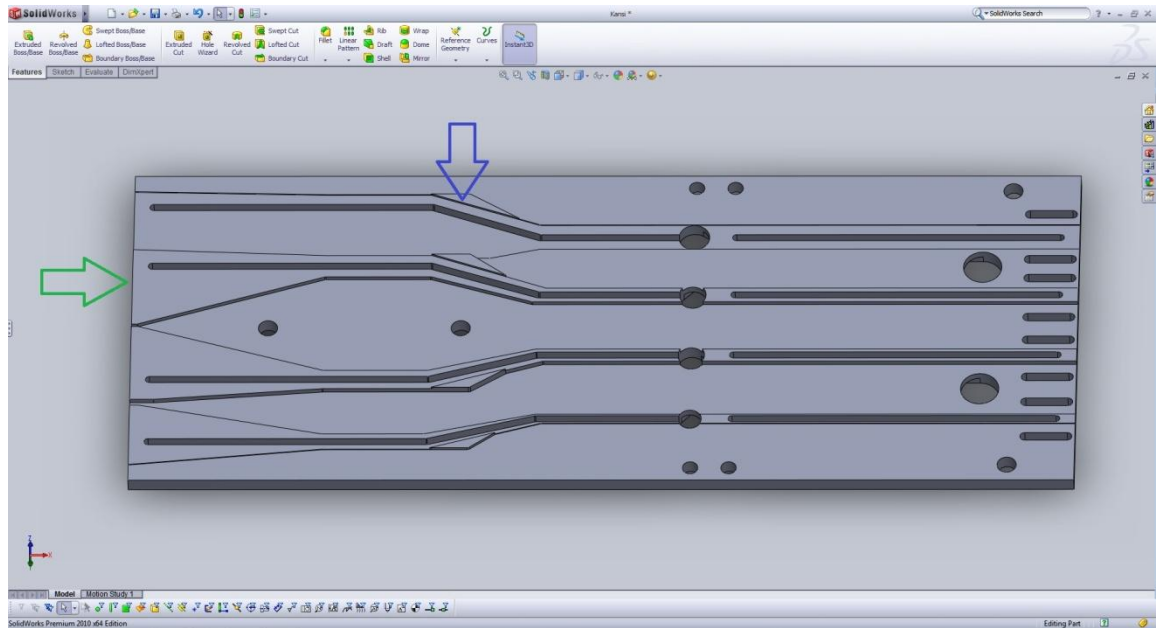 SolidWorks
Kansi *
SolidWorks Search
Extruded Boss/Base
Revolved Boss/Base
Swept Boss/Base
Lofted Boss/Base
Boundary Boss/Base
Extruded Cut
Hole Wizard
Revolved Cut
Swept Cut
Lofted Cut
Boundary Cut
Fillet
Linear Pattern
Rib
Draft
Shell
Wrap
Dome
Mirror
Reference Geometry
Curves
Instant3D
Features Sketch Evaluate DimXpert
Z
X
Model Motion Study 1
SolidWorks Premium 2010 x64 Edition
Editing Part